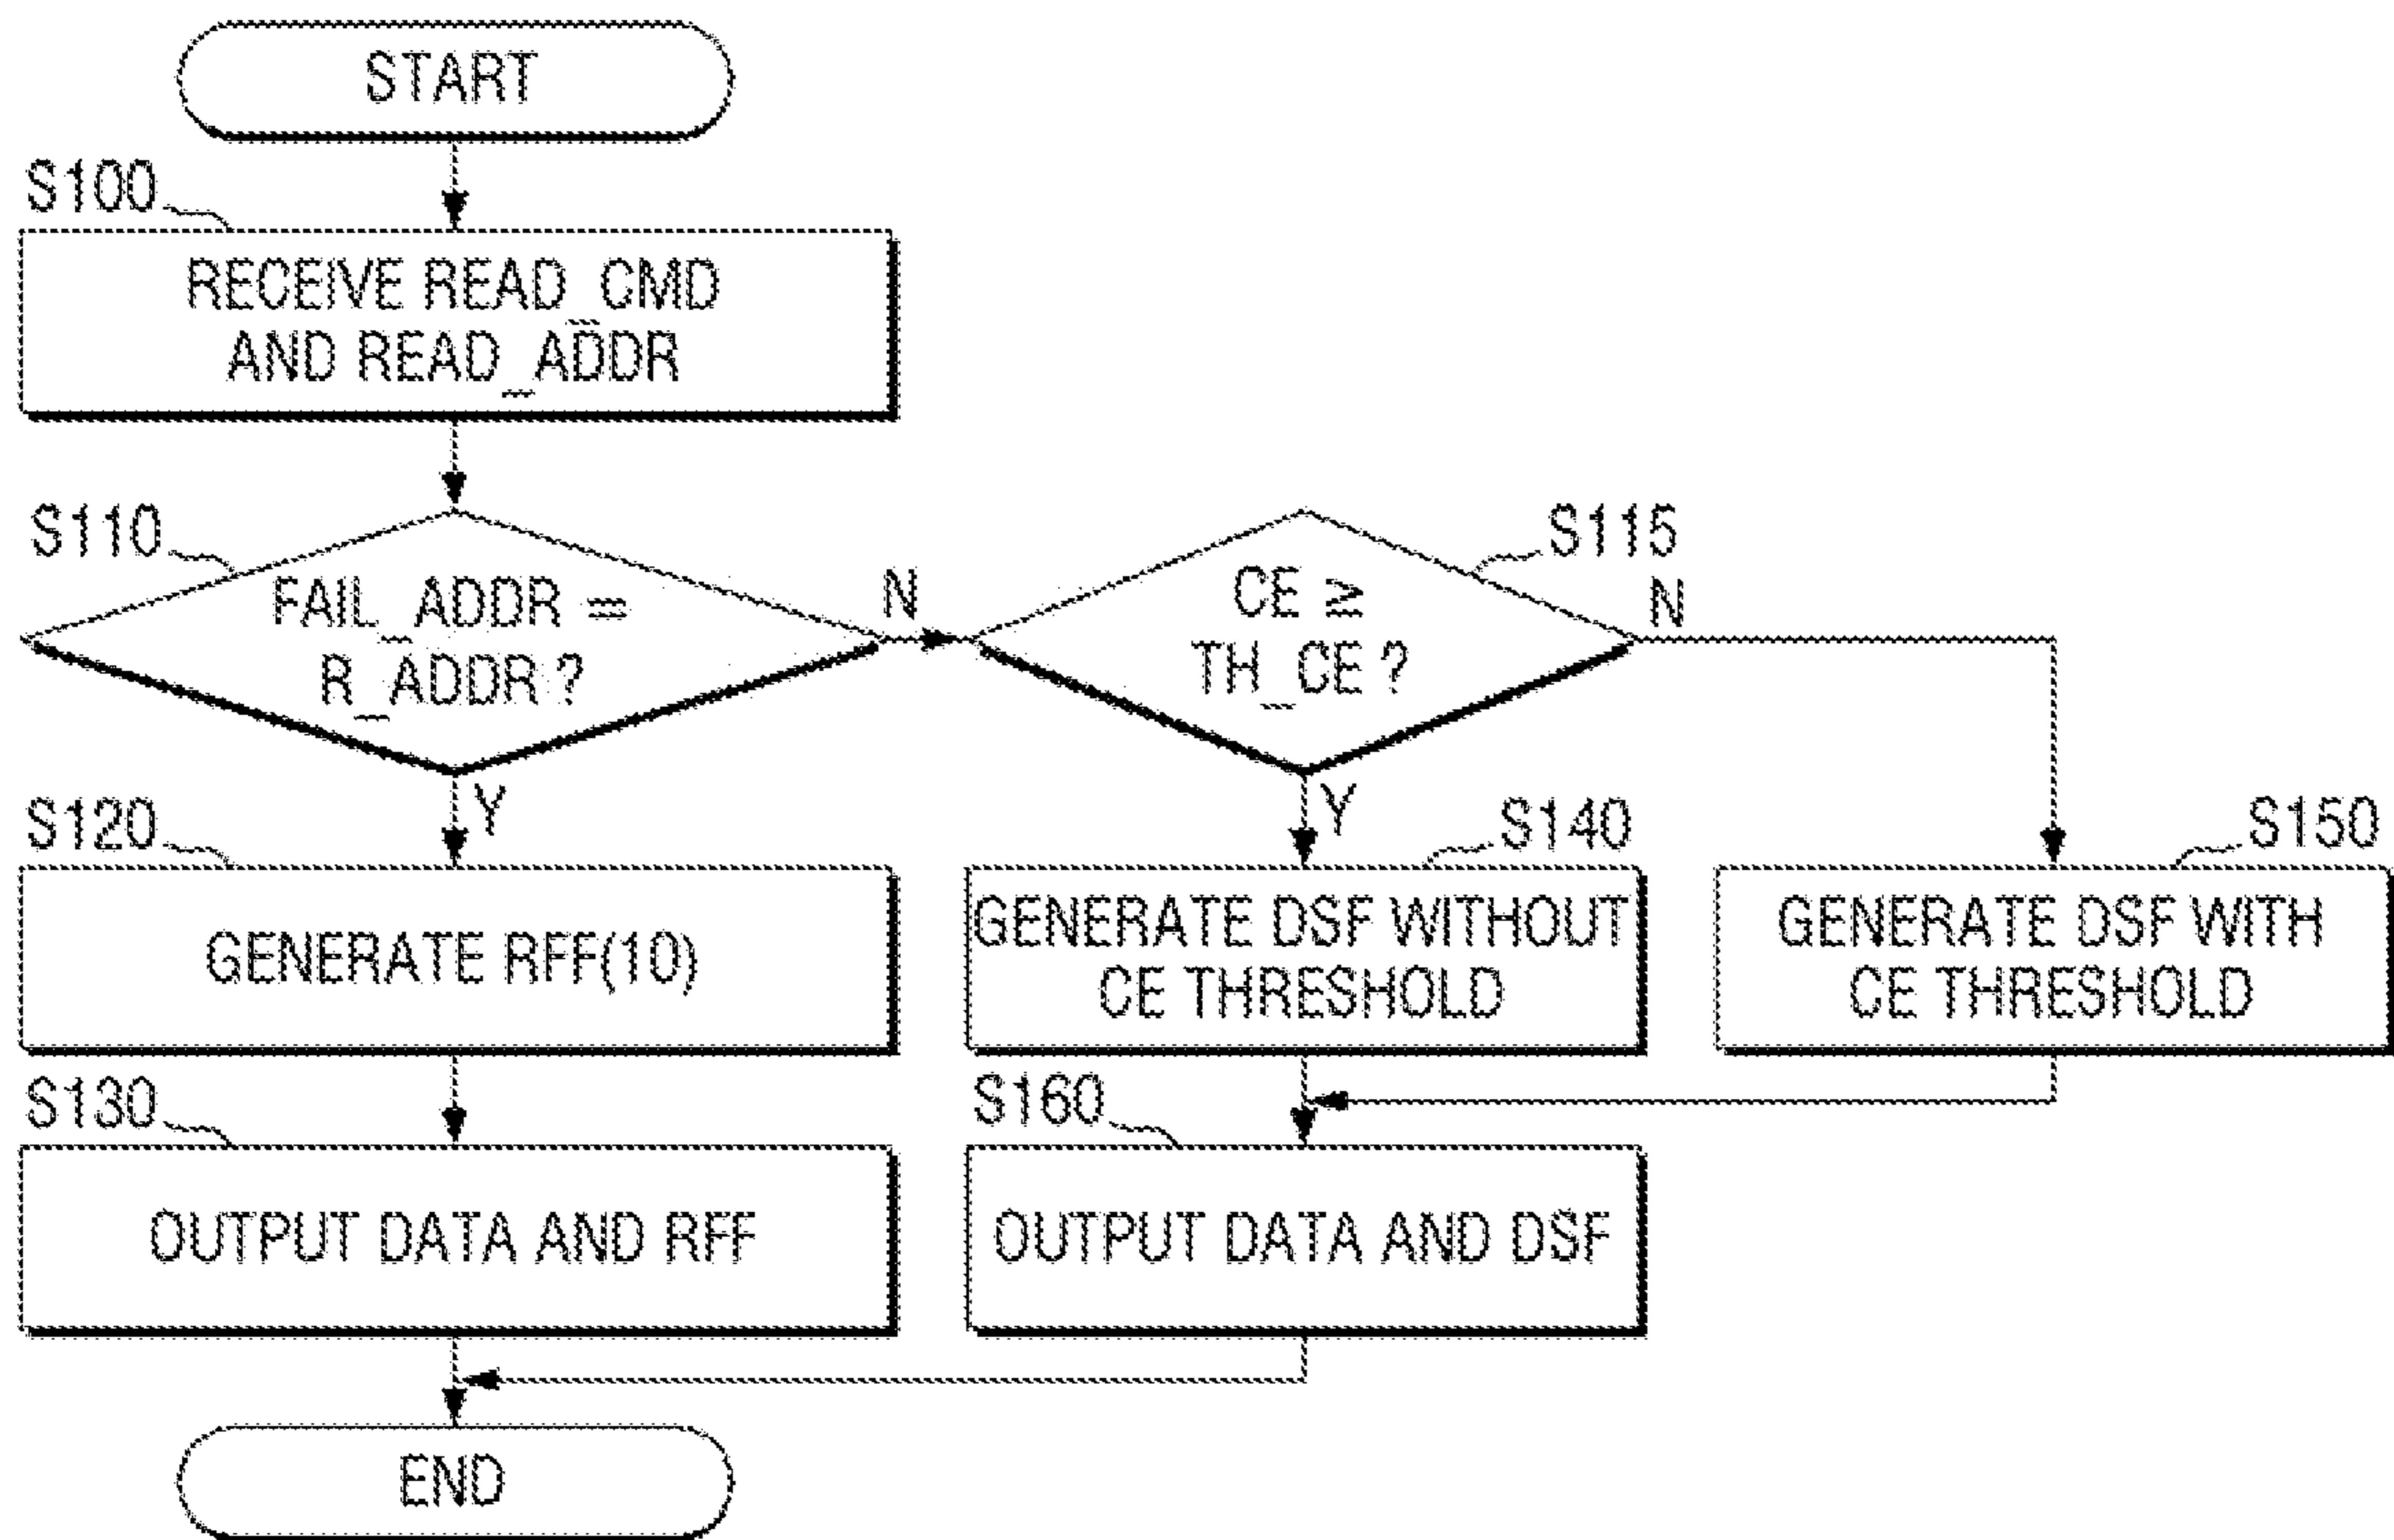 START
S100
RECEIVE READ_CMD
AND READ_ADDR
S110
FAIL_ADDR =
R_ADDR ?
N
Y
S115
CE ≥
TH_CE ?
N
Y
S120
GENERATE RFF(10)
S140
GENERATE DSF WITHOUT
CE THRESHOLD
S150
GENERATE DSF WITH
CE THRESHOLD
S130
OUTPUT DATA AND RFF
S160
OUTPUT DATA AND DSF
END